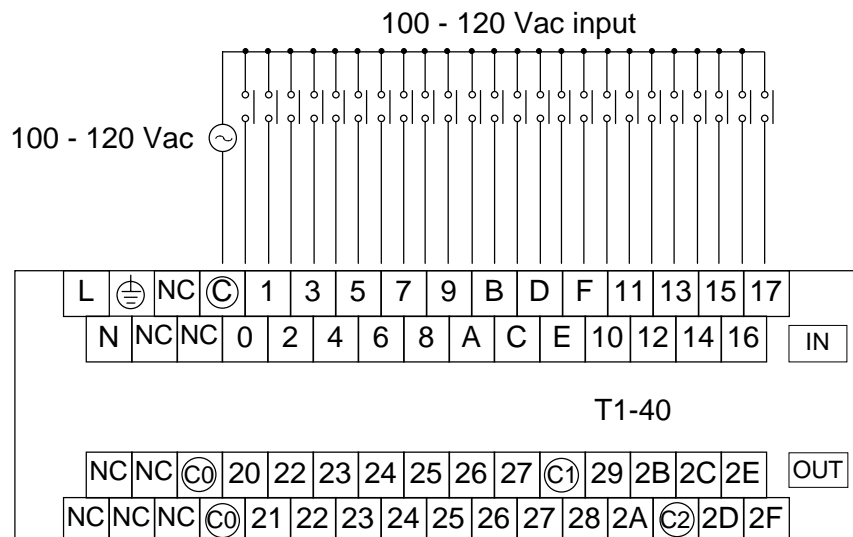 100 - 120 Vac input
100 - 120 Vac
L NC C 1 3 5 7 9 B D F 11 13 15 17
N NC NC 0 2 4 6 8 A C E 10 12 14 16 IN
T1-40
NC NC C0 20 22 23 24 25 26 27 C1 29 2B 2C 2E OUT
NC NC NC C0 21 22 23 24 25 26 27 28 2A C2 2D 2F